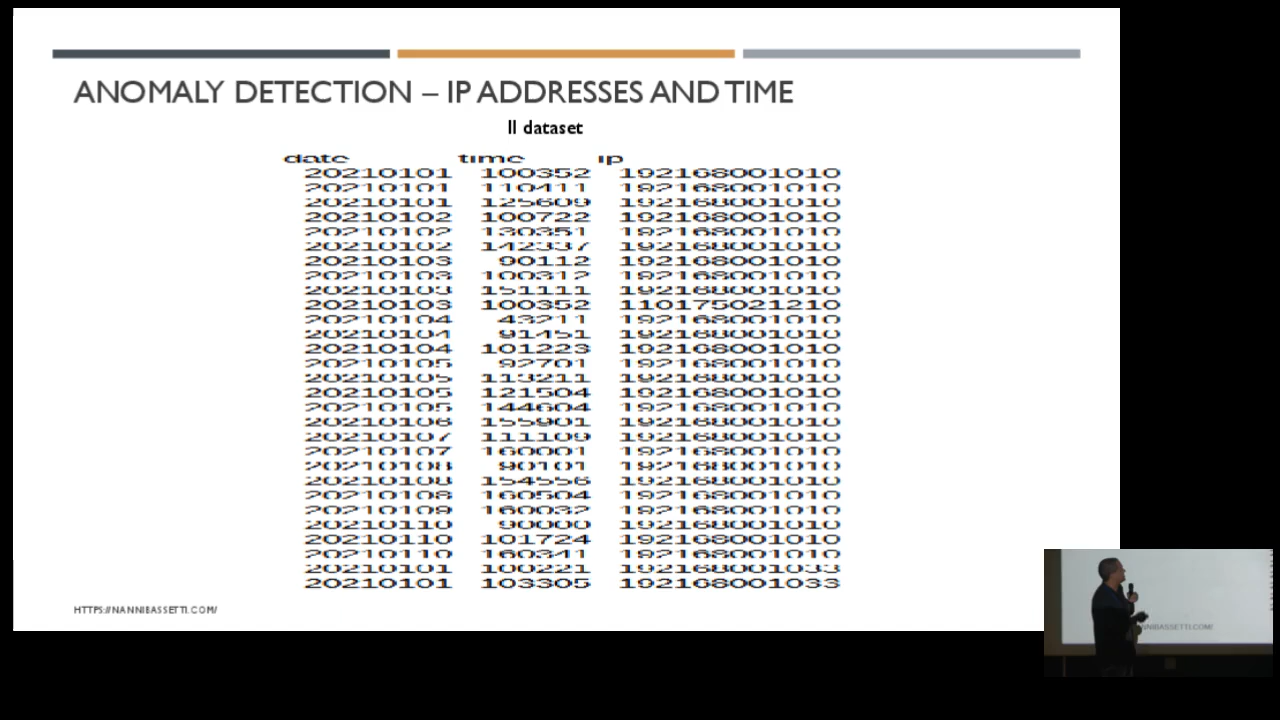 ANOMALY DETECTION – IP ADDRESSES AND TIME
Il dataset
date time ip
20210101 100352 192168001010
20210101 110411 192168001010
20210101 125609 192168001010
20210102 100722 192168001010
20210102 130351 192168001010
20210102 142337 192168001010
20210103 90112 192168001010
20210103 100312 192168001010
20210103 151111 192168001010
20210103 100352 110175021210
20210104 43211 192168001010
20210104 91451 192168001010
20210104 101223 192168001010
20210105 92701 192168001010
20210105 113211 192168001010
20210105 121504 192168001010
20210105 144604 192168001010
20210106 155901 192168001010
20210107 111109 192168001010
20210107 160001 192168001010
20210108 90101 192168001010
20210108 154556 192168001010
20210108 160504 192168001010
20210109 160032 192168001010
20210110 90000 192168001010
20210110 101724 192168001010
20210110 160341 192168001010
20210101 100221 192168001033
20210101 103305 192168001033
HTTPS://NANNIBASSETTI.COM/
NNIBASSETTI.COM/